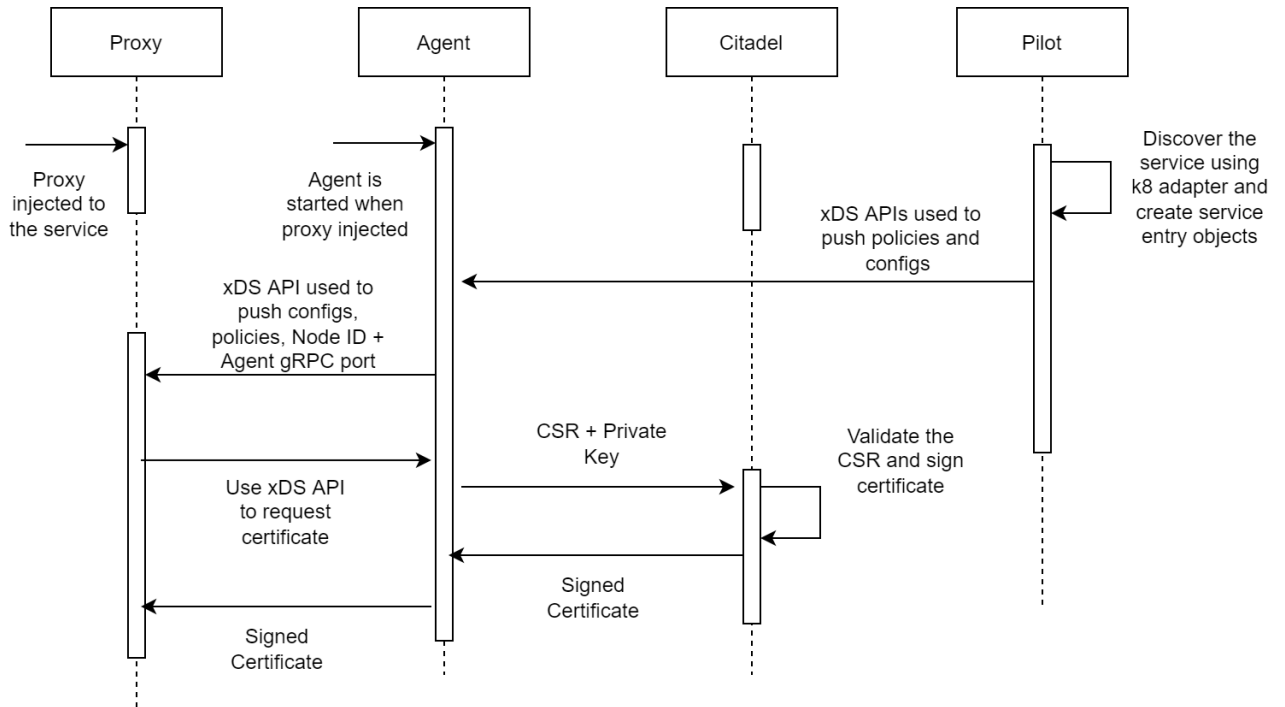 Proxy
Agent
Citadel
Pilot
Proxy
injected to
the service
Agent is
started when
proxy injected
Discover the
service using
k8 adapter and
create service
entry objects
xDS APIs used to
push policies and
configs
xDS API used to
push configs,
policies, Node ID +
Agent gRPC port
CSR + Private
Key
Validate the
CSR and sign
certificate
Use xDS API
to request
certificate
Signed
Certificate
Signed
Certificate